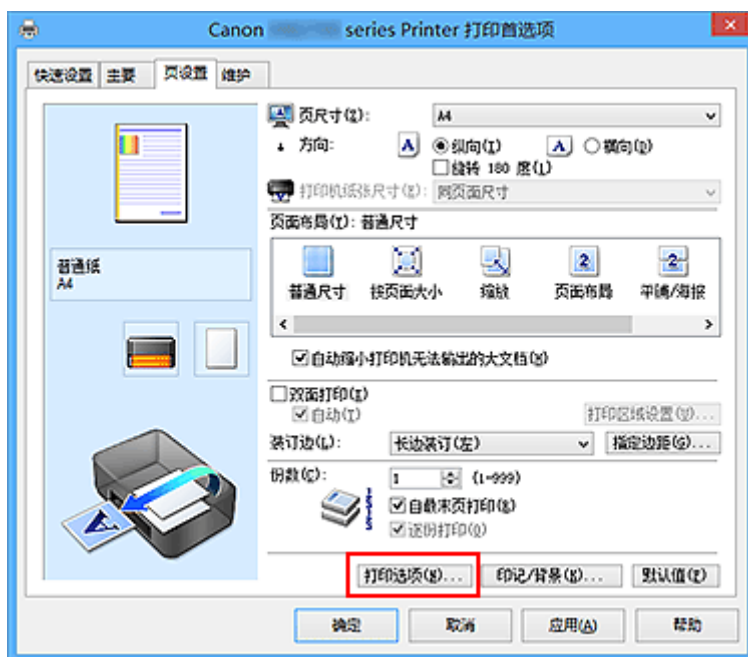 Canon series Printer 打印首选项
快速设置 主要 页设置 维护
页尺寸(Z): A4
方向: A 纵向(I) A 横向(D)
旋转 180 度(L)
打印机纸张尺寸(E): 同页面尺寸
页面布局(Y): 普通尺寸
普通纸
A4
普通尺寸 按页面大小 缩放 页面布局 平铺/海报
自动缩小打印机无法输出的大文档(X)
双面打印(X)
自动(T) 打印区域设置(U)...
装订边(L): 长边装订(左) 指定边距(G)...
份数(C): 1 (1-999)
自最末页打印(S)
逐份打印(O)
打印选项(N)... 印记/背景(K)... 默认值(F)
确定 取消 应用(A) 帮助